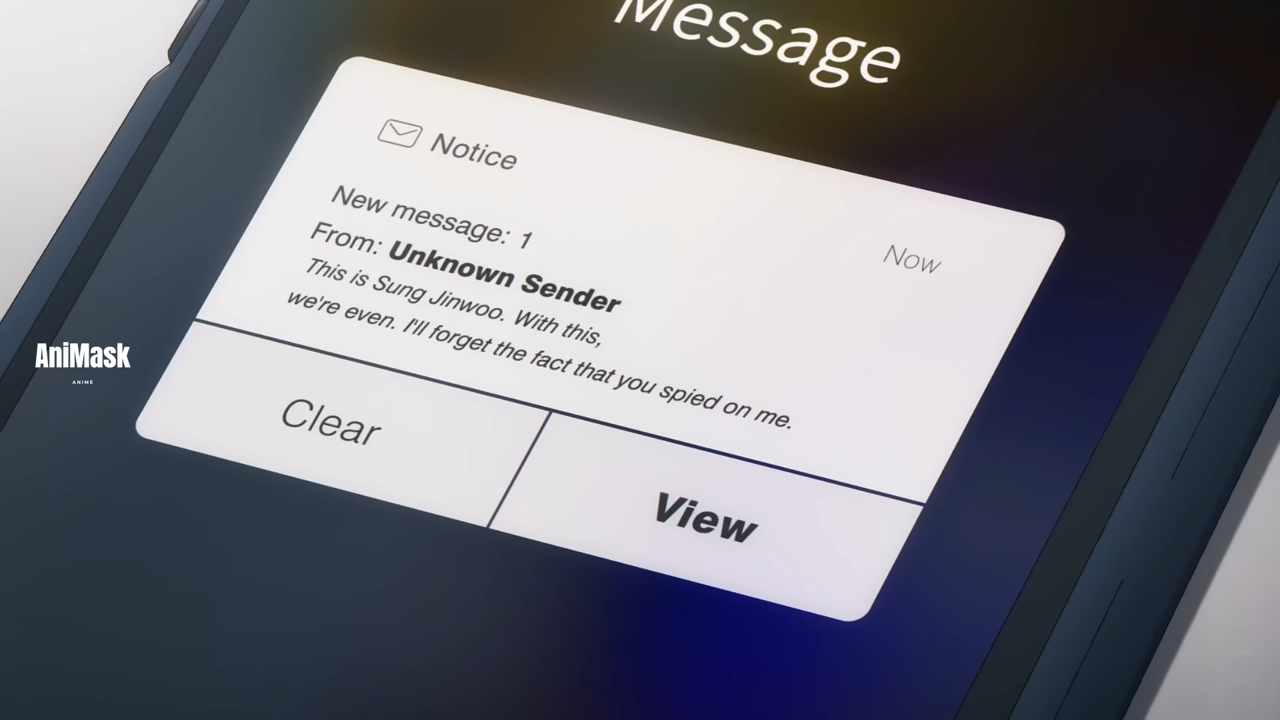 Message
Notice
Now
New message: 1
From: Unknown Sender
This is Sung Jinwoo. With this,
we're even. I'll forget the fact that you spied on me.
Clear
View
AniMask
ANIME